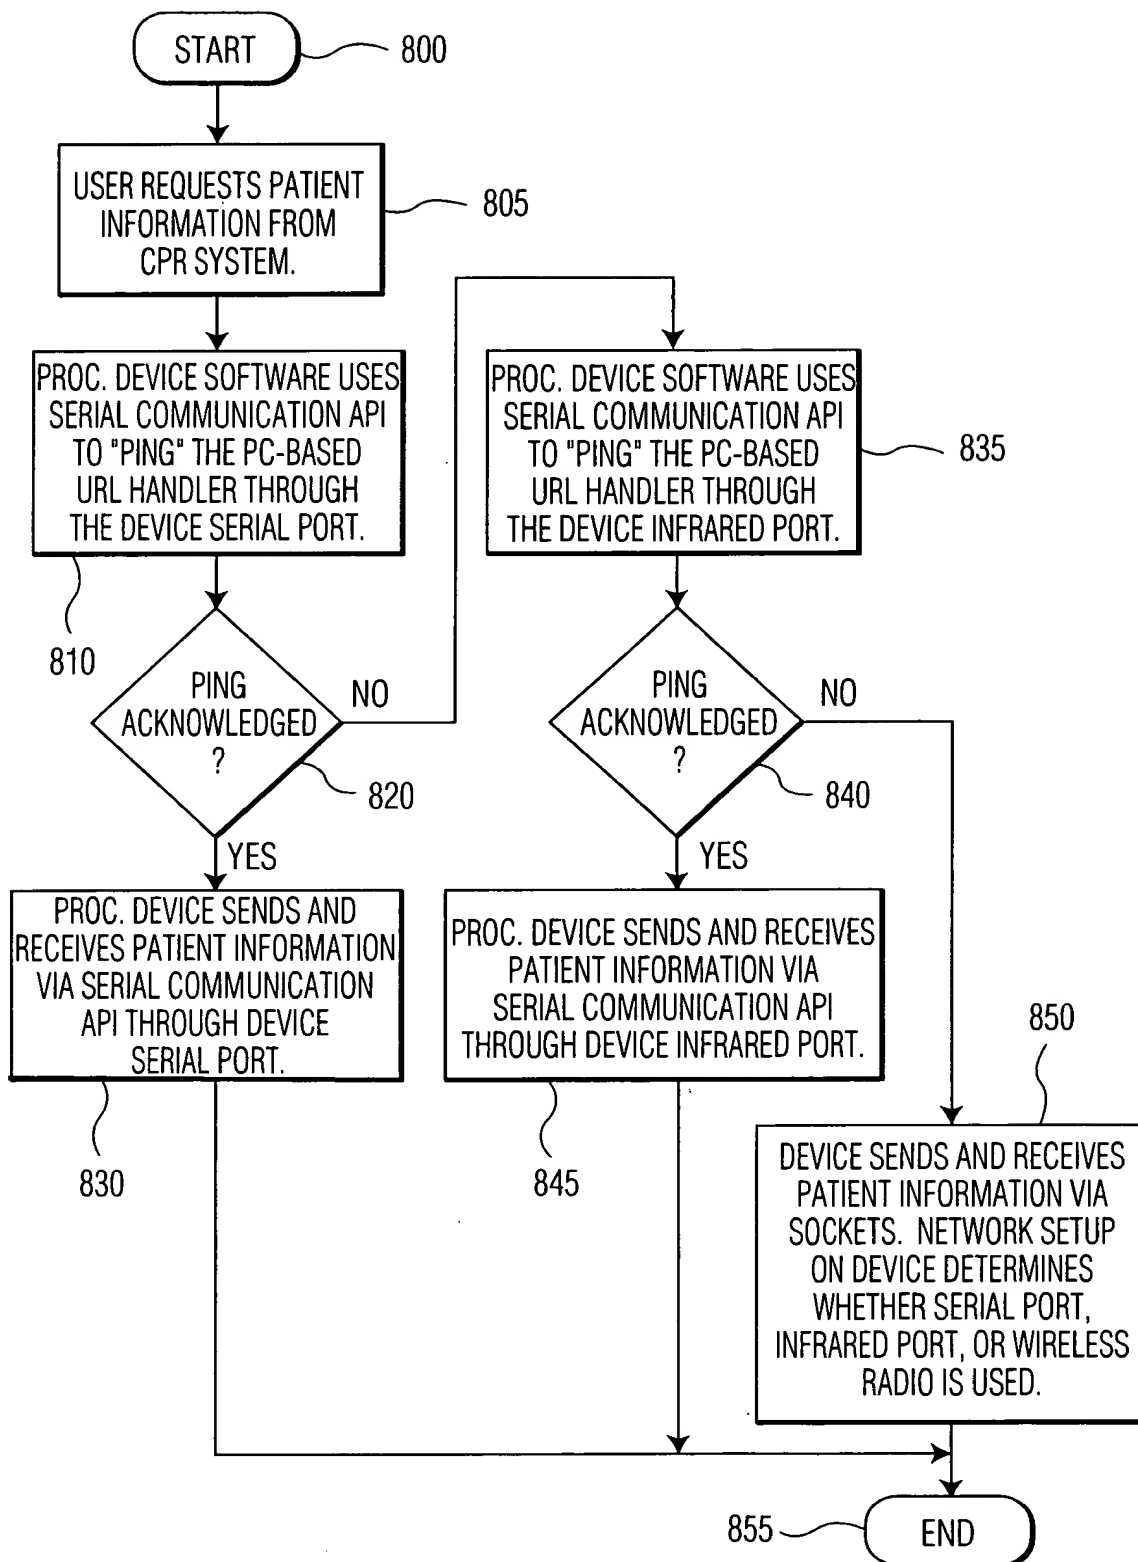 START
800
USER REQUESTS PATIENT
INFORMATION FROM
CPR SYSTEM.
805
PROC. DEVICE SOFTWARE USES
SERIAL COMMUNICATION API
TO "PING" THE PC-BASED
URL HANDLER THROUGH
THE DEVICE SERIAL PORT.
810
PING
ACKNOWLEDGED
?
NO
820
YES
PROC. DEVICE SENDS AND
RECEIVES PATIENT INFORMATION
VIA SERIAL COMMUNICATION
API THROUGH DEVICE
SERIAL PORT.
830
PROC. DEVICE SOFTWARE USES
SERIAL COMMUNICATION API
TO "PING" THE PC-BASED
URL HANDLER THROUGH
THE DEVICE INFRARED PORT.
835
PING
ACKNOWLEDGED
?
NO
840
YES
PROC. DEVICE SENDS AND RECEIVES
PATIENT INFORMATION VIA
SERIAL COMMUNICATION API
THROUGH DEVICE INFRARED PORT.
845
850
DEVICE SENDS AND RECEIVES
PATIENT INFORMATION VIA
SOCKETS. NETWORK SETUP
ON DEVICE DETERMINES
WHETHER SERIAL PORT,
INFRARED PORT, OR WIRELESS
RADIO IS USED.
855
END